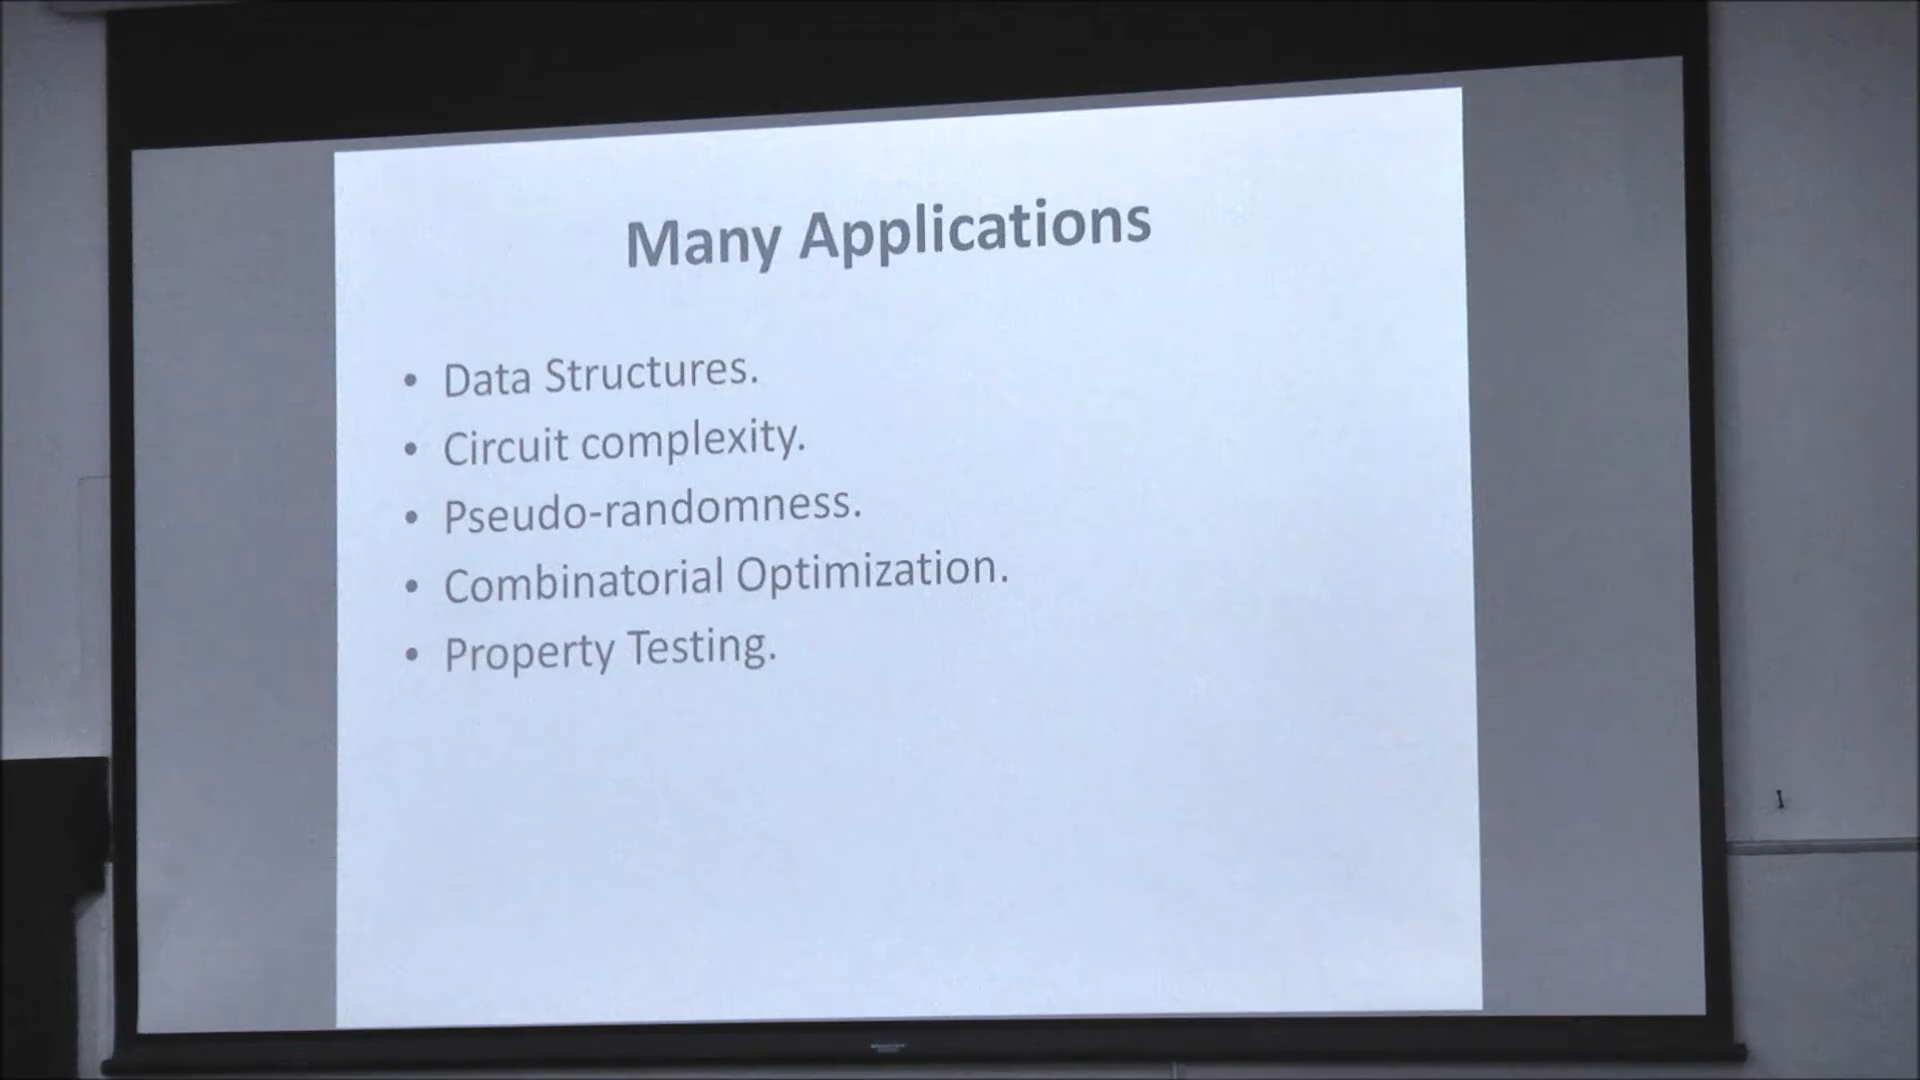 Many Applications
• Data Structures.
• Circuit complexity.
• Pseudo-randomness.
• Combinatorial Optimization.
• Property Testing.